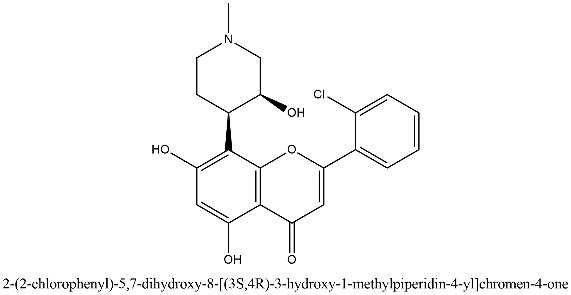 N
Cl
OH
HO
O
OH
O
2-(2-chlorophenyl)-5,7-dihydroxy-8-[(3S,4R)-3-hydroxy-1-methylpiperidin-4-yl]chromen-4-one